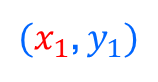 (x₁, y₁)